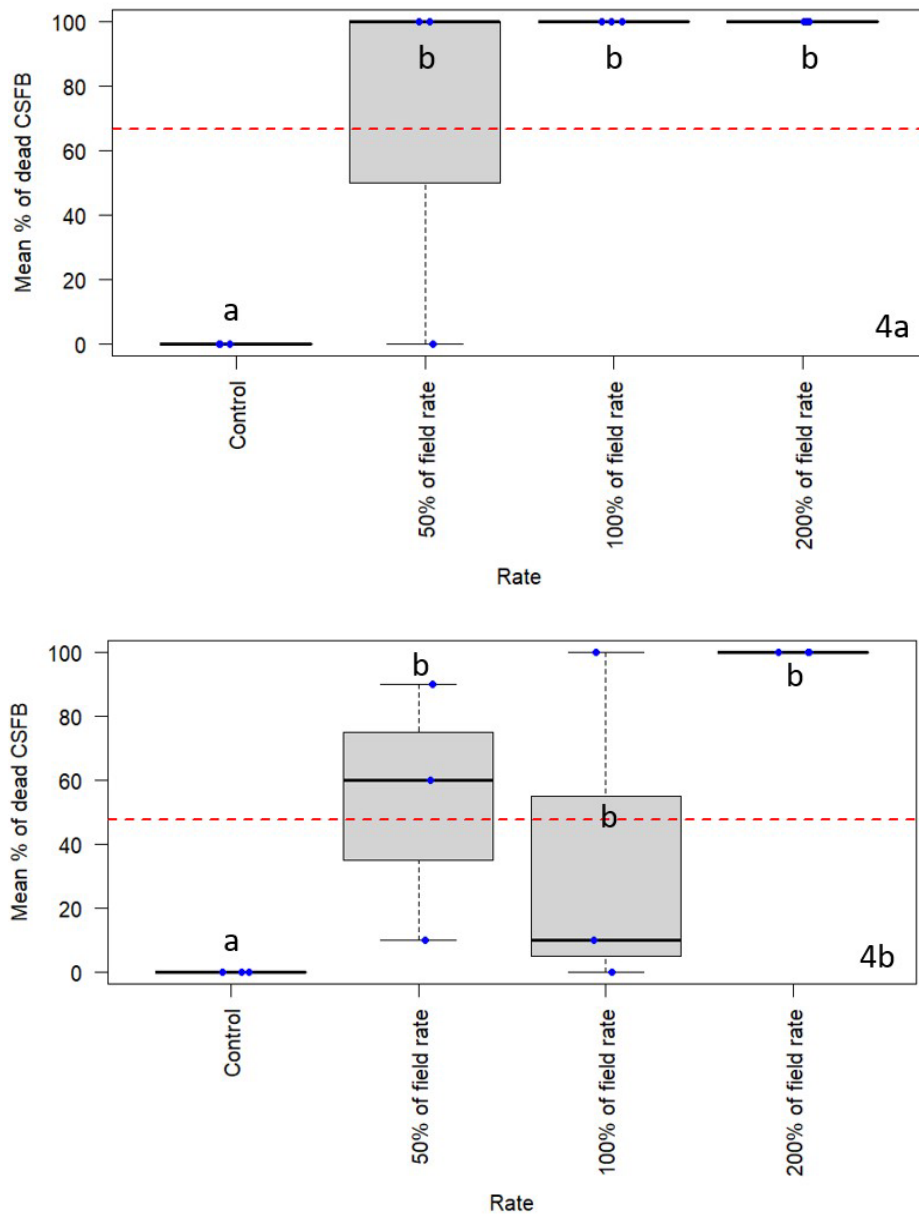 Mean % of dead CSFB
100
80
60
40
20
0
a
b
b
b
4a
Control
50% of field rate
100% of field rate
200% of field rate
Rate
Mean % of dead CSFB
100
80
60
40
20
0
a
b
b
b
4b
Control
50% of field rate
100% of field rate
200% of field rate
Rate